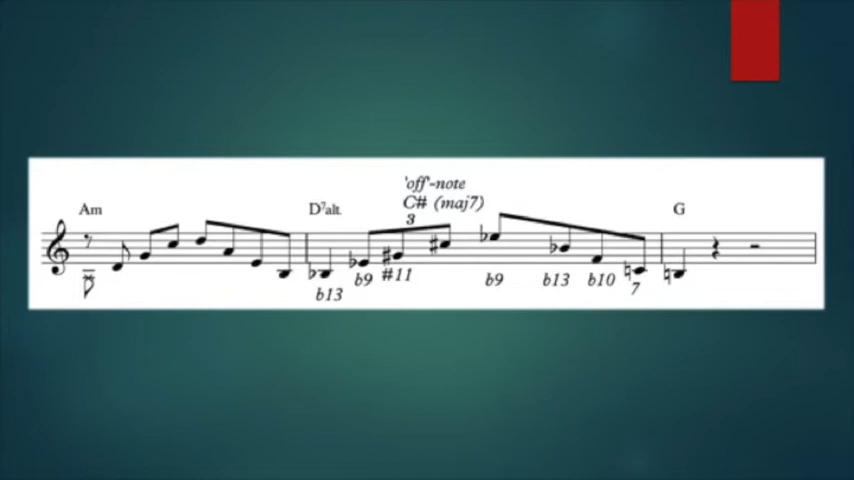 'off'-note
C# (maj7)
Am D7alt. 3 G
b9 #11 b9 b13 b10 7
b13